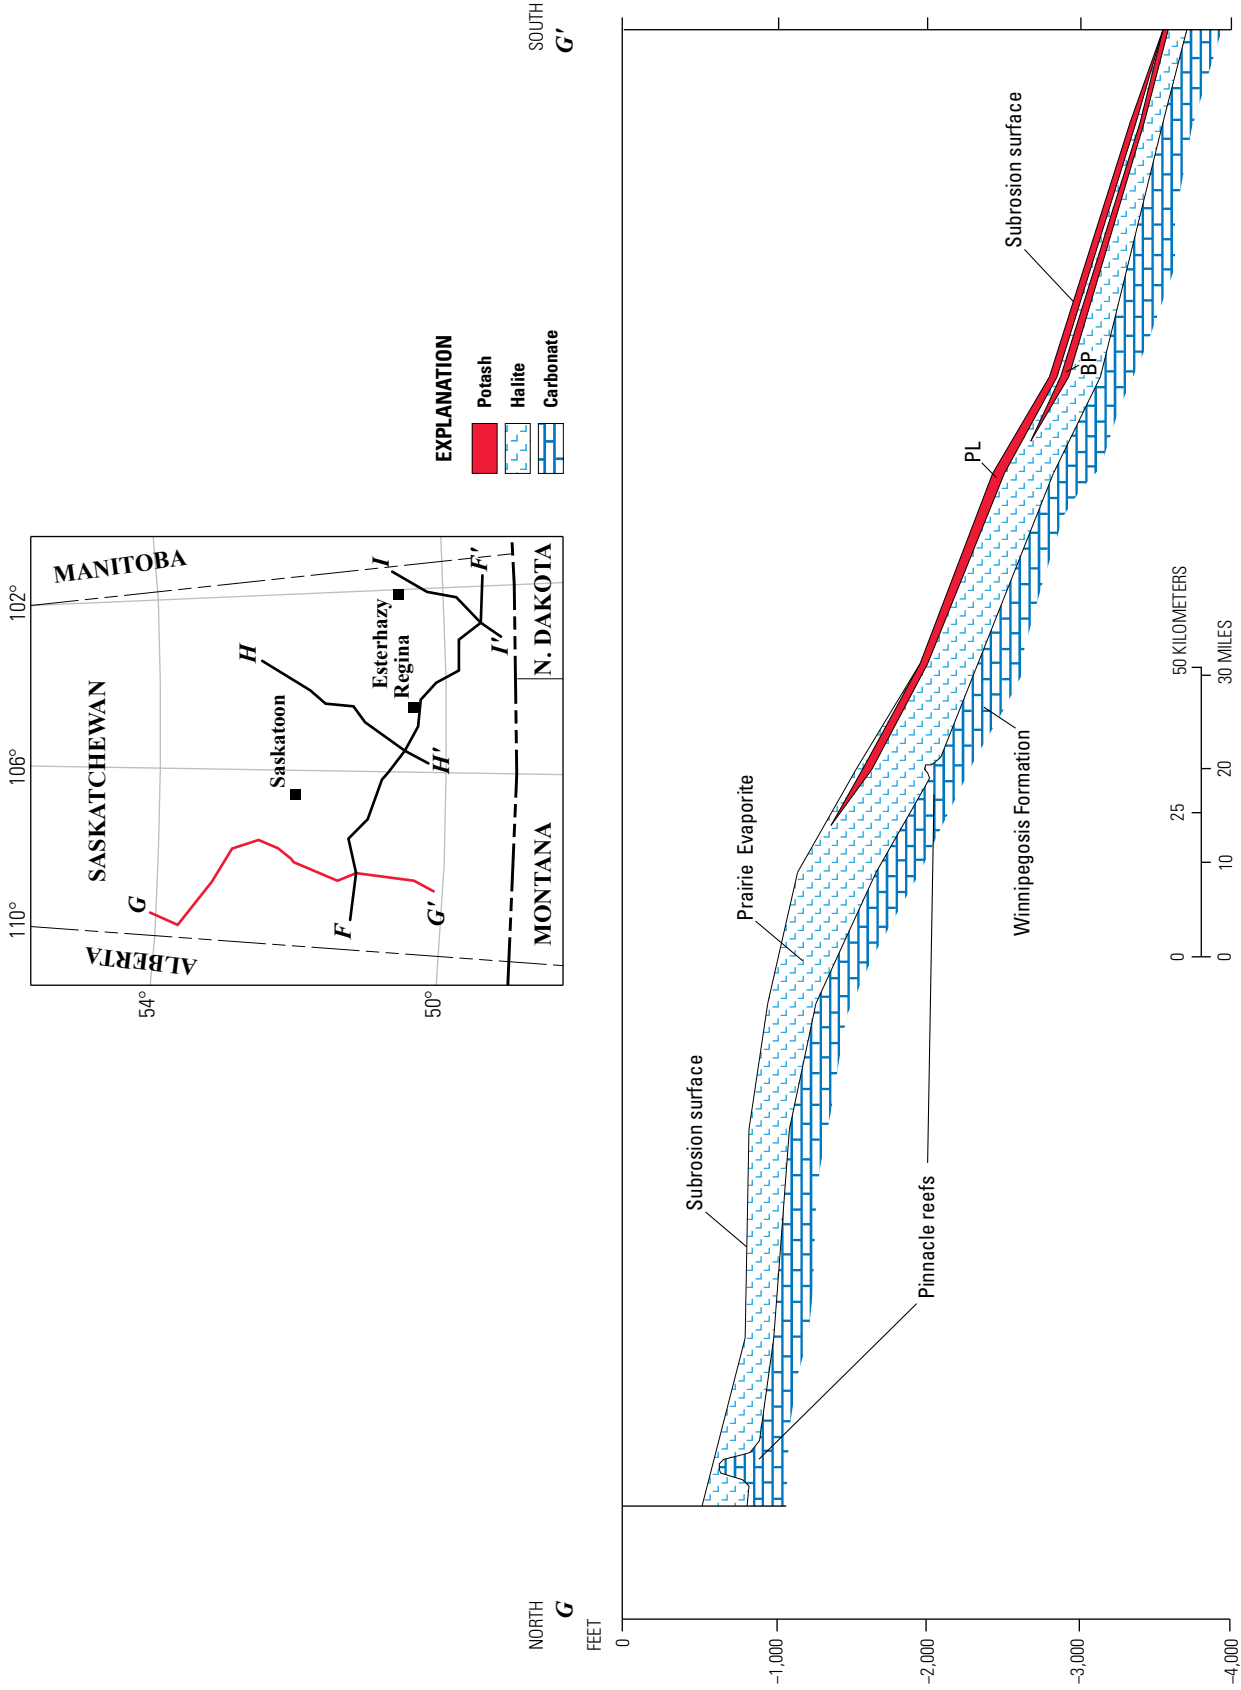 110°
106°
102°
54°
50°
SASKATCHEWAN
MANITOBA
ALBERTA
G
H
Saskatoon
Esterhazy
Regina
I
F
G'
H'
I'
F'
MONTANA
N. DAKOTA
EXPLANATION
Potash
Halite
Carbonate
NORTH
G
SOUTH
G'
FEET
0
–1,000
–2,000
–3,000
–4,000
Subrosion surface
Prairie Evaporite
PL
BP
Subrosion surface
Pinnacle reefs
Winnipegosis Formation
0
25
50 KILOMETERS
0
10
20
30 MILES